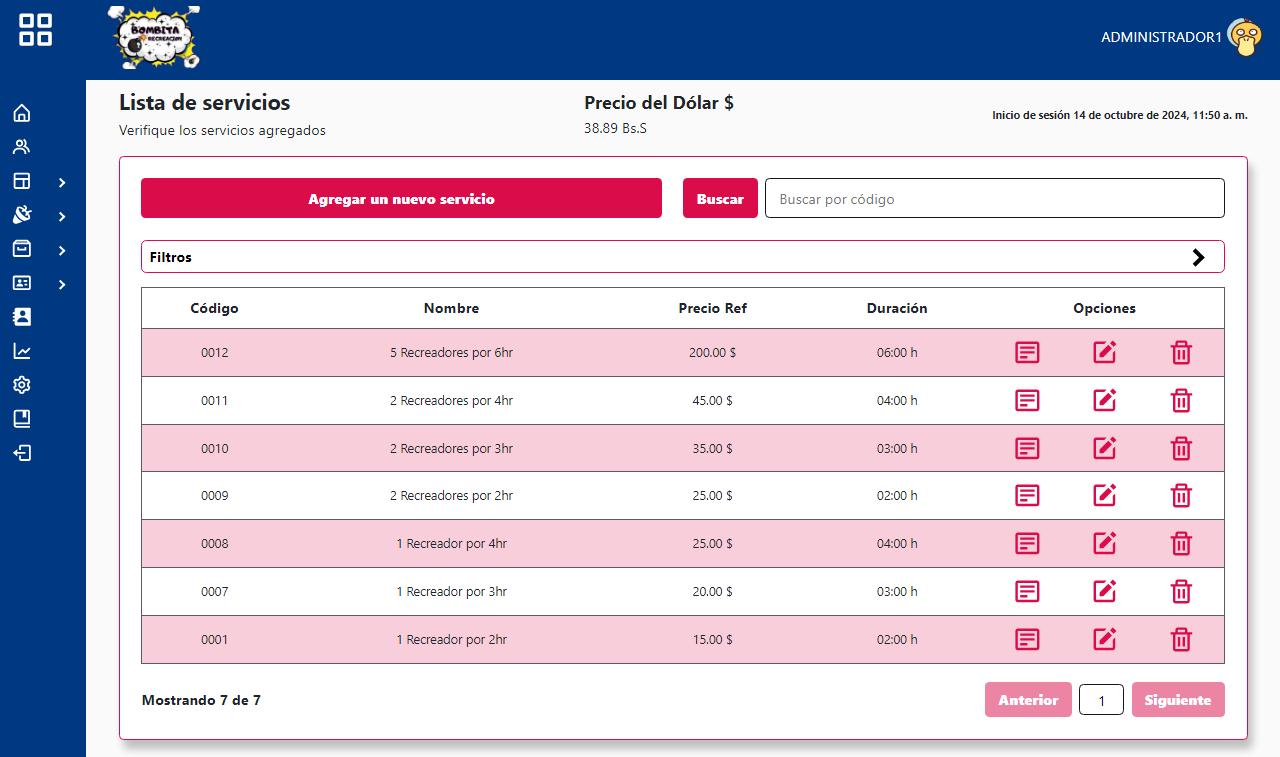 BOMBITA
RECREACION
ADMINISTRADOR1
Lista de servicios
Verifique los servicios agregados
Precio del Dólar $
38.89 Bs.S
Inicio de sesión 14 de octubre de 2024, 11:50 a. m.
Agregar un nuevo servicio
Buscar
Buscar por código
Filtros
Código Nombre Precio Ref Duración Opciones
0012 5 Recreadores por 6hr 200.00 $ 06:00 h
0011 2 Recreadores por 4hr 45.00 $ 04:00 h
0010 2 Recreadores por 3hr 35.00 $ 03:00 h
0009 2 Recreadores por 2hr 25.00 $ 02:00 h
0008 1 Recreador por 4hr 25.00 $ 04:00 h
0007 1 Recreador por 3hr 20.00 $ 03:00 h
0001 1 Recreador por 2hr 15.00 $ 02:00 h
Mostrando 7 de 7
Anterior 1 Siguiente